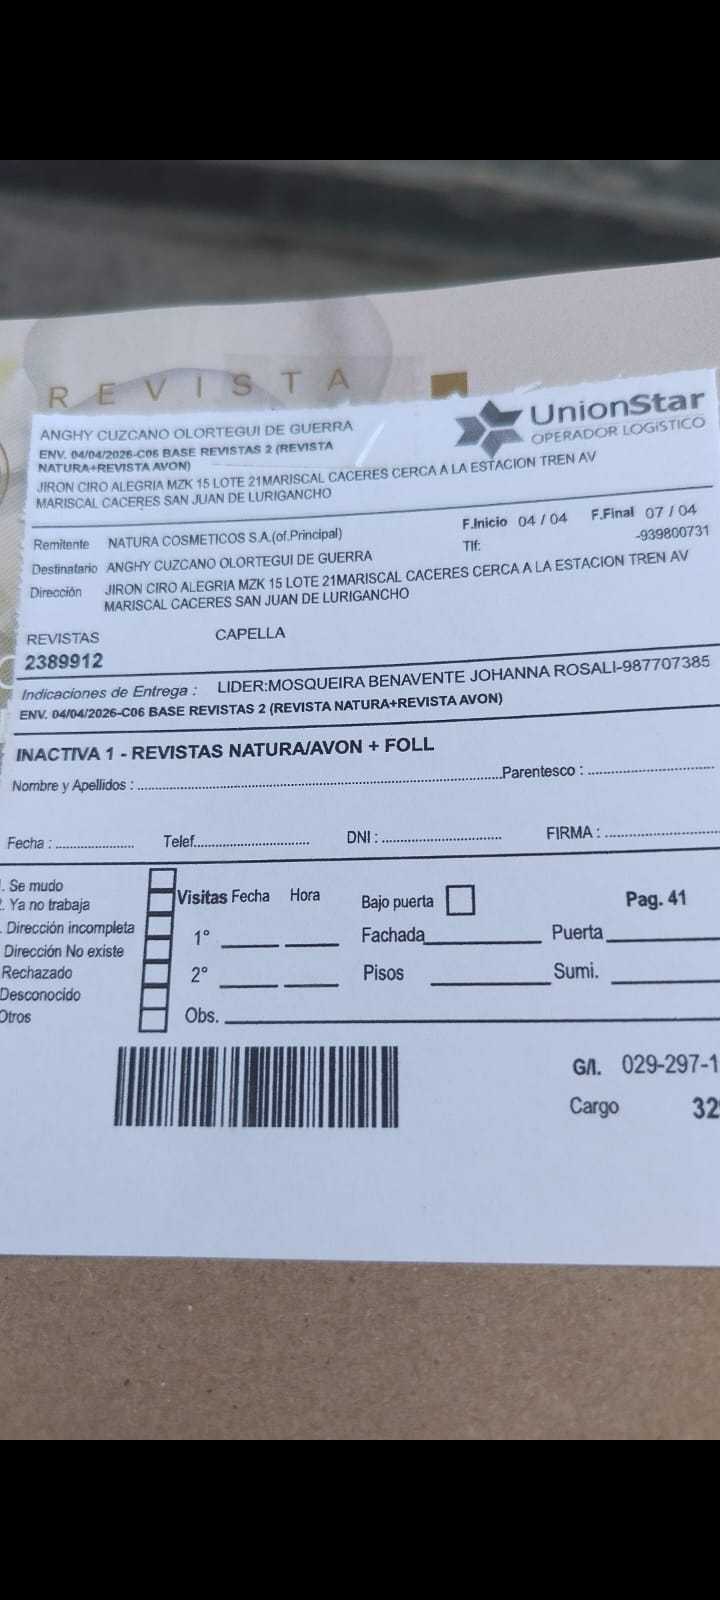 REVISTA
UnionStar
OPERADOR LOGISTICO
ANGHY CUZCANO OLORTEGUI DE GUERRA
ENV. 04/04/2026-C06 BASE REVISTAS 2 (REVISTA
NATURA+REVISTA AVON)
JIRON CIRO ALEGRIA MZK 15 LOTE 21MARISCAL CACERES CERCA A LA ESTACION TREN AV
MARISCAL CACERES SAN JUAN DE LURIGANCHO
Remitente NATURA COSMETICOS S.A.(of.Principal) F.Inicio 04 / 04 F.Final 07 / 04
Destinatario ANGHY CUZCANO OLORTEGUI DE GUERRA Tlf: -939800731
Dirección JIRON CIRO ALEGRIA MZK 15 LOTE 21MARISCAL CACERES CERCA A LA ESTACION TREN AV
MARISCAL CACERES SAN JUAN DE LURIGANCHO
REVISTAS CAPELLA
2389912
Indicaciones de Entrega : LIDER:MOSQUEIRA BENAVENTE JOHANNA ROSALI-987707385
ENV. 04/04/2026-C06 BASE REVISTAS 2 (REVISTA NATURA+REVISTA AVON)
INACTIVA 1 - REVISTAS NATURA/AVON + FOLL
Nombre y Apellidos : Parentesco :
Fecha : Telef. DNI : FIRMA :
Se mudo
Ya no trabaja
Dirección incompleta
Dirección No existe
Rechazado
Desconocido
Otros
Visitas Fecha Hora Bajo puerta Pag. 41
1° Fachada Puerta
2° Pisos Sumi.
Obs.
G/I. 029-297-1
Cargo 32